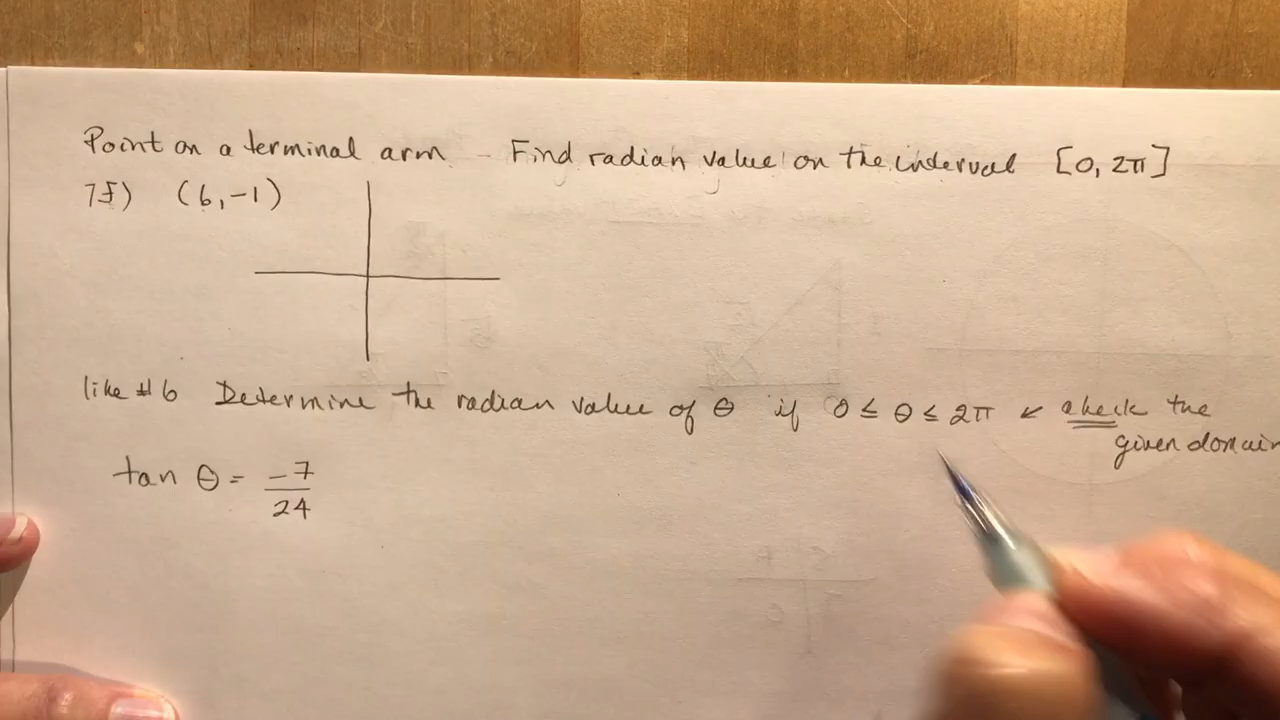 Point on a terminal arm - Find radian value on the interval [0, 2π]
7f) (6,-1)
like #6 Determine the radian value of θ if 0 ≤ θ ≤ 2π ↙ check the
given domain
tan θ = -7/24